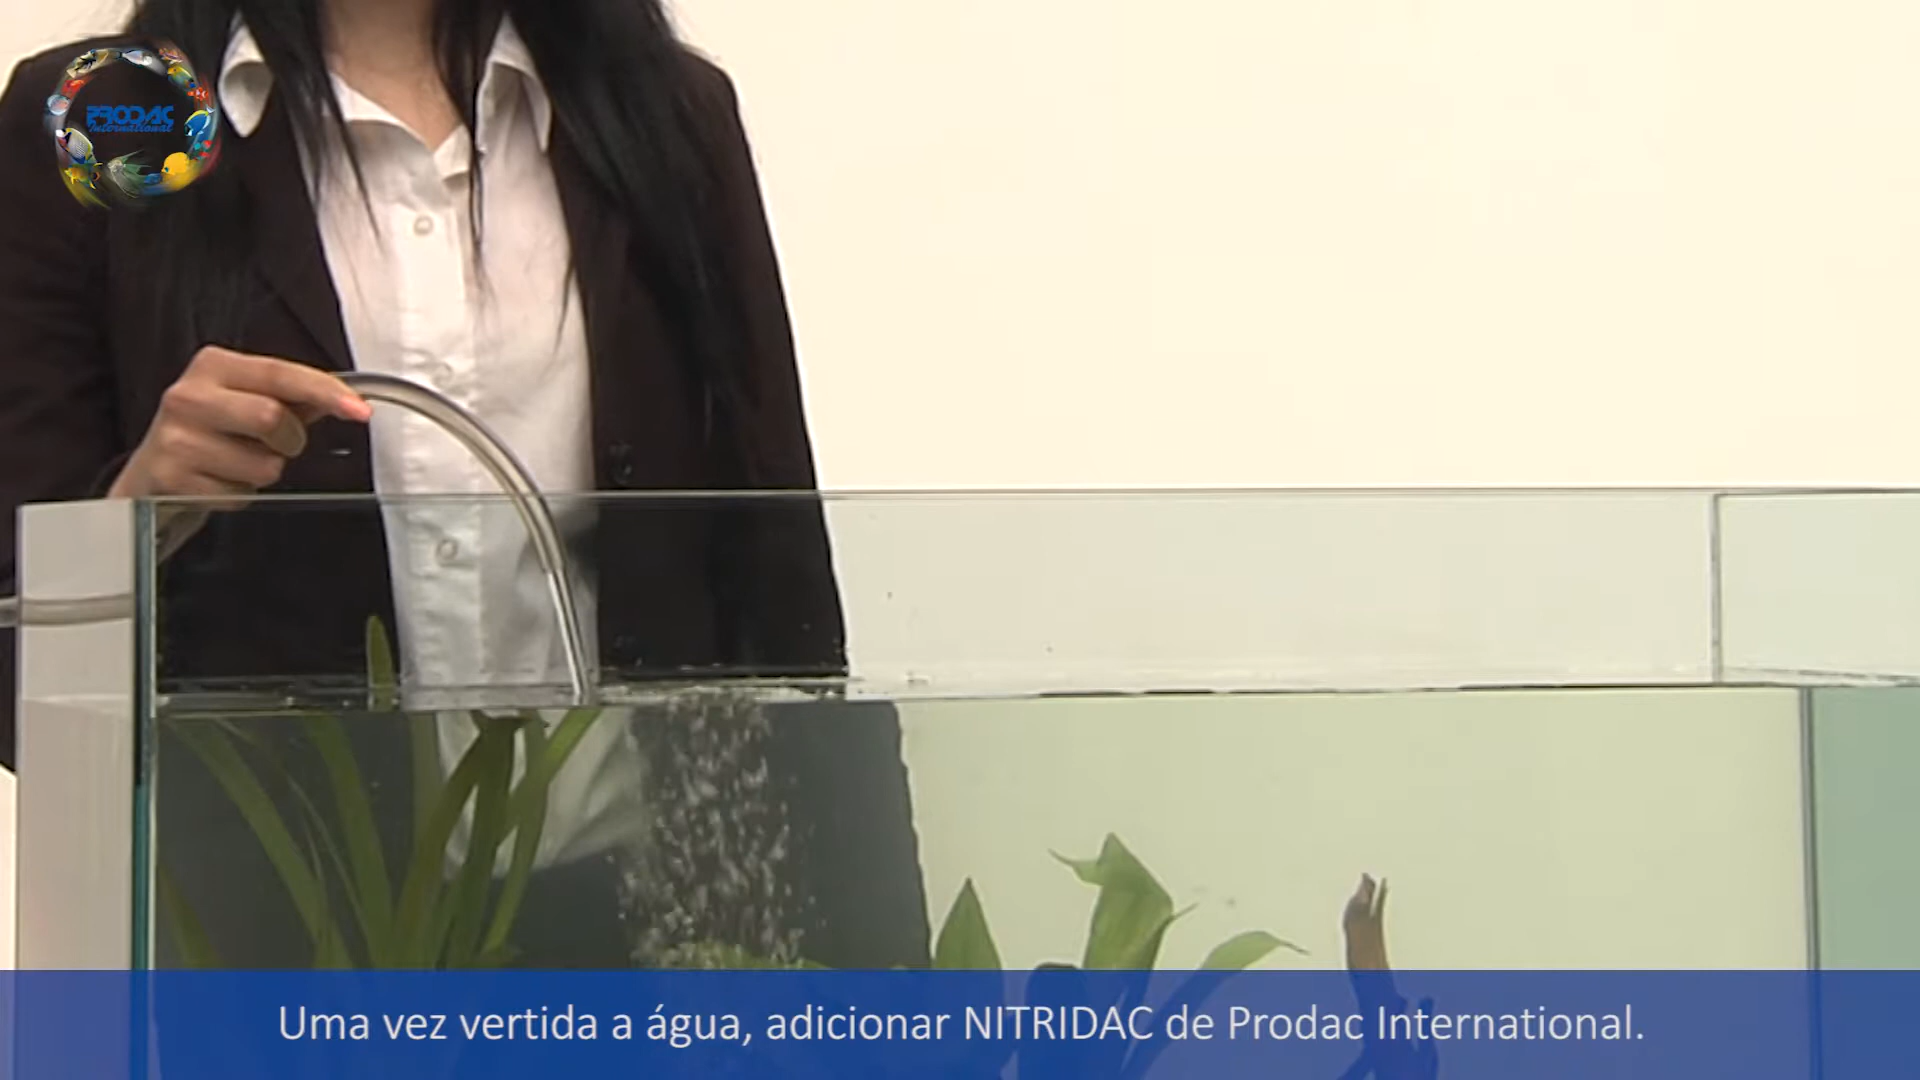 PRODAC
International
Uma vez vertida a água, adicionar NITRIDAC de Prodac International.